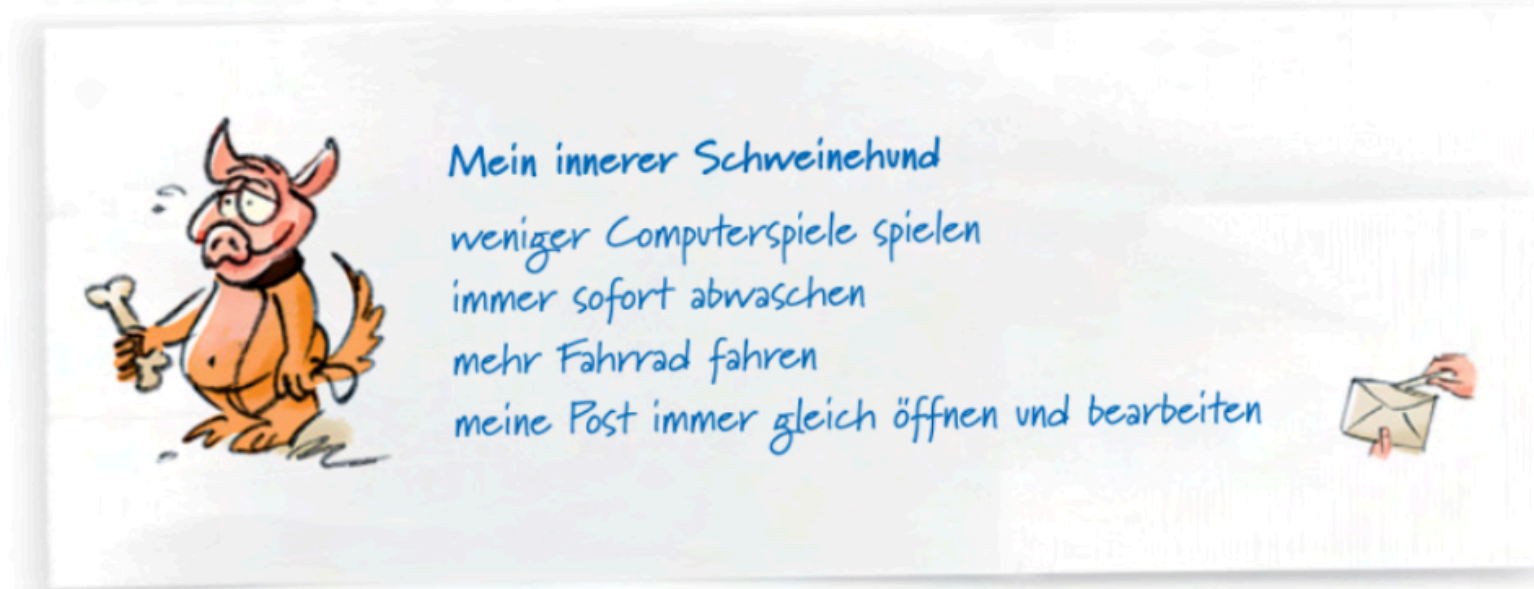 Mein innerer Schweinehund
weniger Computerspiele spielen
immer sofort abwaschen
mehr Fahrrad fahren
meine Post immer gleich öffnen und bearbeiten